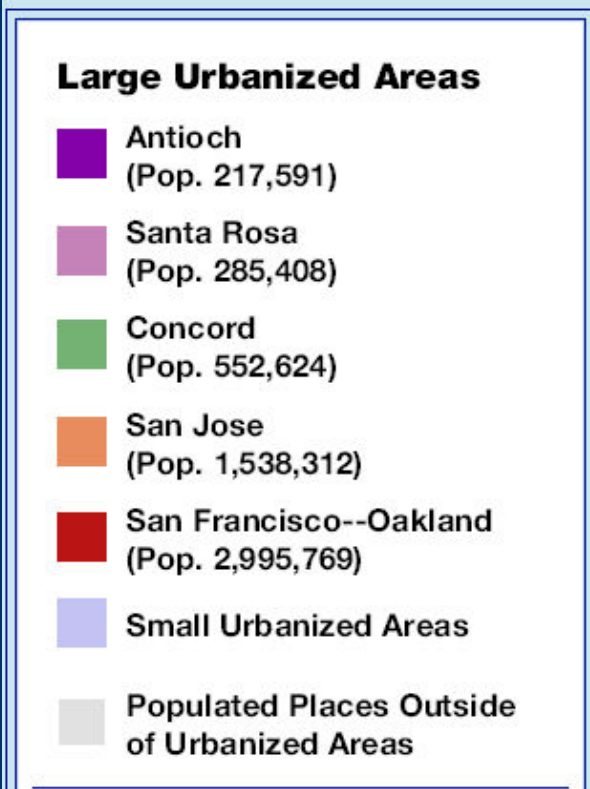 Large Urbanized Areas
Antioch
(Pop. 217,591)
Santa Rosa
(Pop. 285,408)
Concord
(Pop. 552,624)
San Jose
(Pop. 1,538,312)
San Francisco--Oakland
(Pop. 2,995,769)
Small Urbanized Areas
Populated Places Outside
of Urbanized Areas